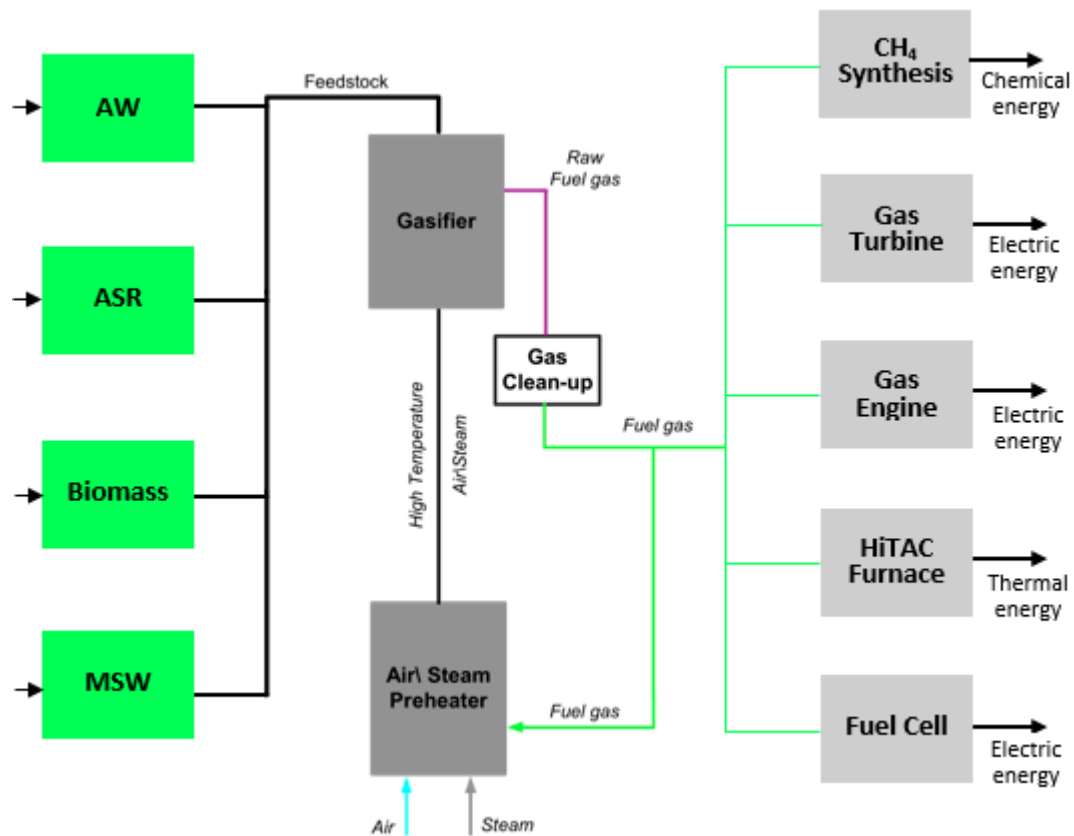 AW
ASR
Biomass
MSW
Feedstock
Gasifier
Raw
Fuel gas
Gas
Clean-up
High Temperature
Air\Steam
Fuel gas
Air\ Steam
Preheater
Fuel gas
Air
Steam
CH₄
Synthesis
Chemical
energy
Gas
Turbine
Electric
energy
Gas
Engine
Electric
energy
HiTAC
Furnace
Thermal
energy
Fuel Cell
Electric
energy